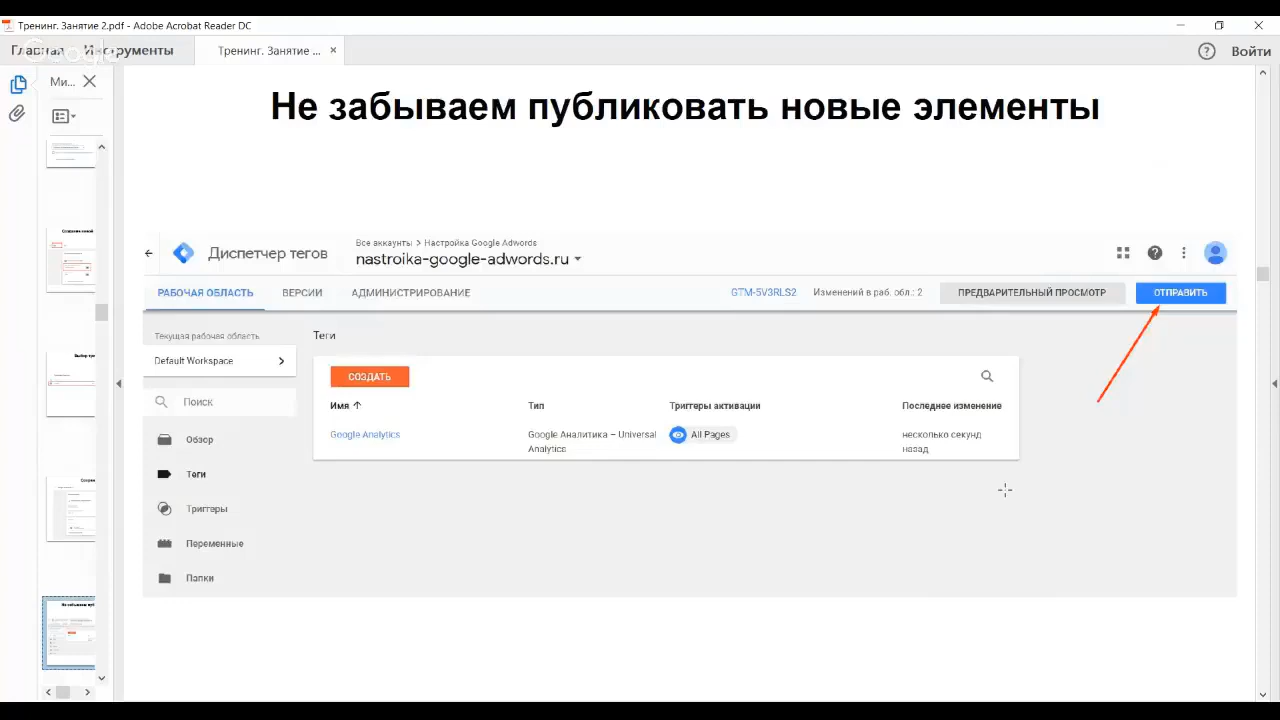 Тренинг. Занятие 2.pdf - Adobe Acrobat Reader DC
Главная Инструменты Тренинг. Занятие ... × Войти
Google
Ми...
Не забываем публиковать новые элементы
Все аккаунты > Настройка Google Adwords
Диспетчер тегов nastroika-google-adwords.ru
РАБОЧАЯ ОБЛАСТЬ ВЕРСИИ АДМИНИСТРИРОВАНИЕ GTM-5V3RLS2 Изменений в раб. обл.: 2 ПРЕДВАРИТЕЛЬНЫЙ ПРОСМОТР ОТПРАВИТЬ
Текущая рабочая область
Default Workspace
Поиск
Обзор
Теги
Триггеры
Переменные
Папки
Теги
СОЗДАТЬ
Имя Тип Триггеры активации Последнее изменение
Google Analytics Google Аналитика – Universal All Pages несколько секунд
Analytics назад